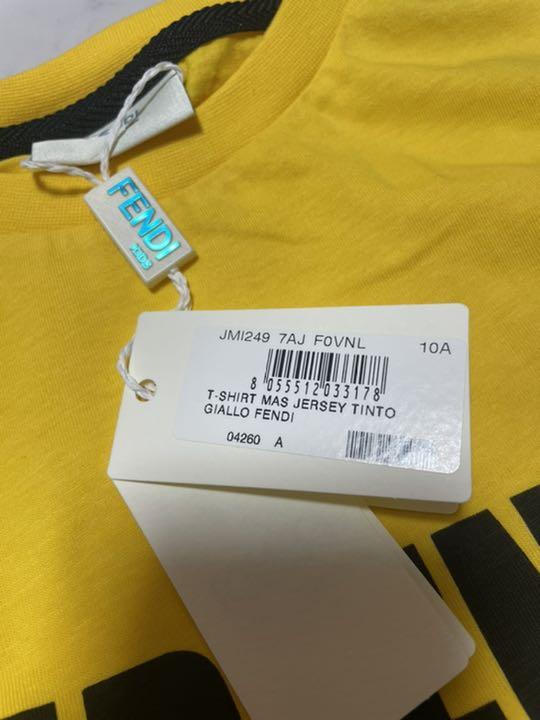 FENDI
KIDS
JMI249 7AJ F0VNL 10A
8 055512 033178
T-SHIRT MAS JERSEY TINTO
GIALLO FENDI
04260 A